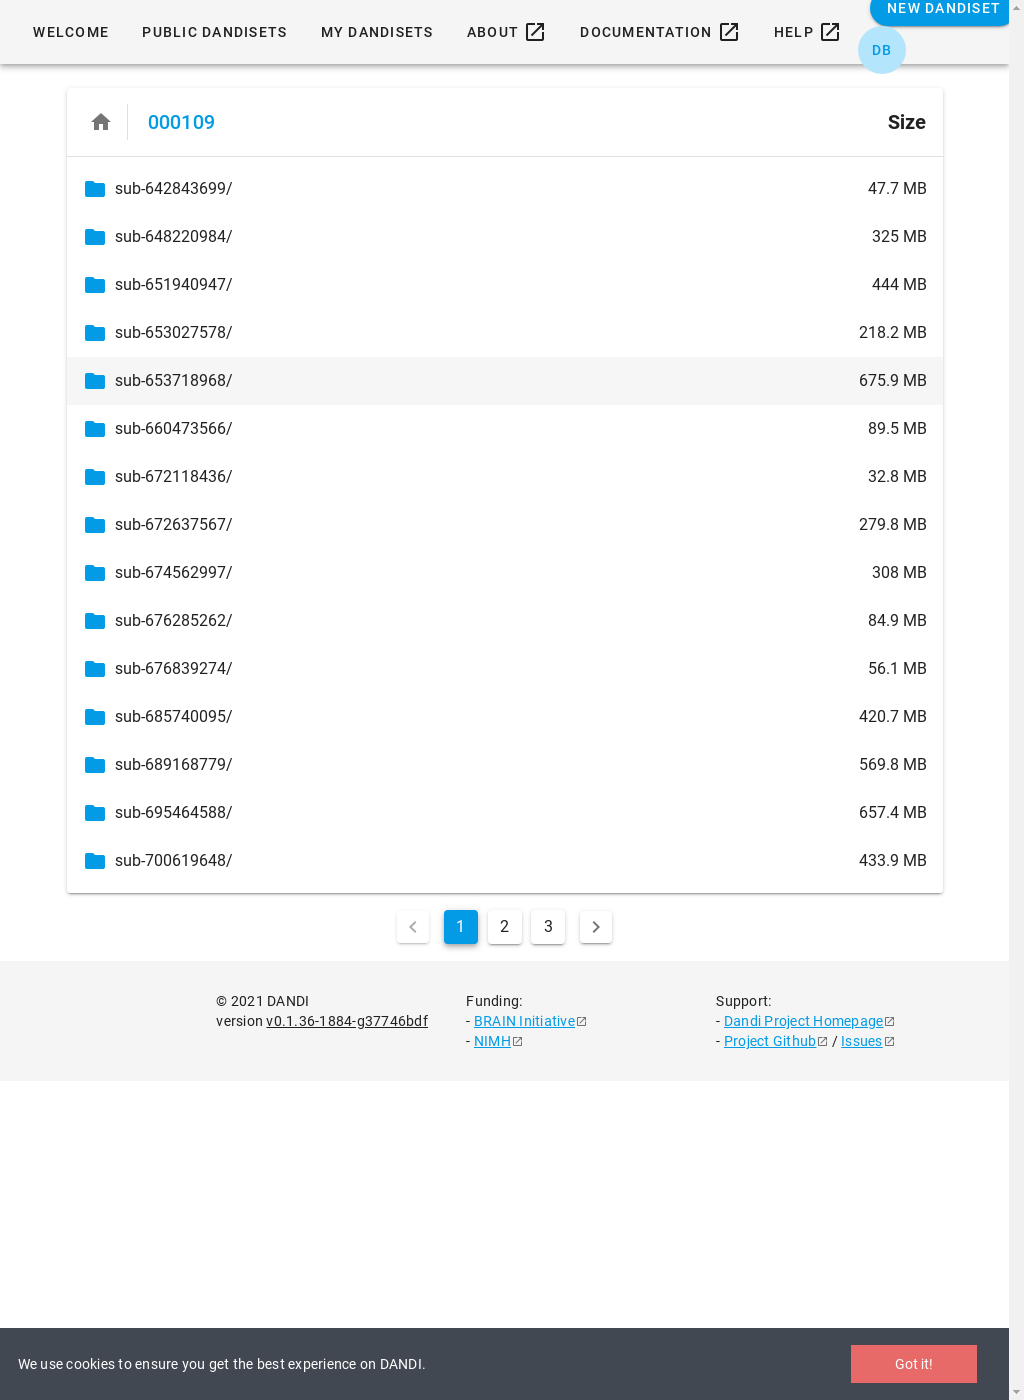 WELCOME
PUBLIC DANDISETS
MY DANDISETS
ABOUT
DOCUMENTATION
HELP
NEW DANDISET
DB
000109
Size
sub-642843699/ 47.7 MB
sub-648220984/ 325 MB
sub-651940947/ 444 MB
sub-653027578/ 218.2 MB
sub-653718968/ 675.9 MB
sub-660473566/ 89.5 MB
sub-672118436/ 32.8 MB
sub-672637567/ 279.8 MB
sub-674562997/ 308 MB
sub-676285262/ 84.9 MB
sub-676839274/ 56.1 MB
sub-685740095/ 420.7 MB
sub-689168779/ 569.8 MB
sub-695464588/ 657.4 MB
sub-700619648/ 433.9 MB
1 2 3
© 2021 DANDI
version v0.1.36-1884-g37746bdf
Funding:
- BRAIN Initiative
- NIMH
Support:
- Dandi Project Homepage
- Project Github / Issues
We use cookies to ensure you get the best experience on DANDI.
Got it!